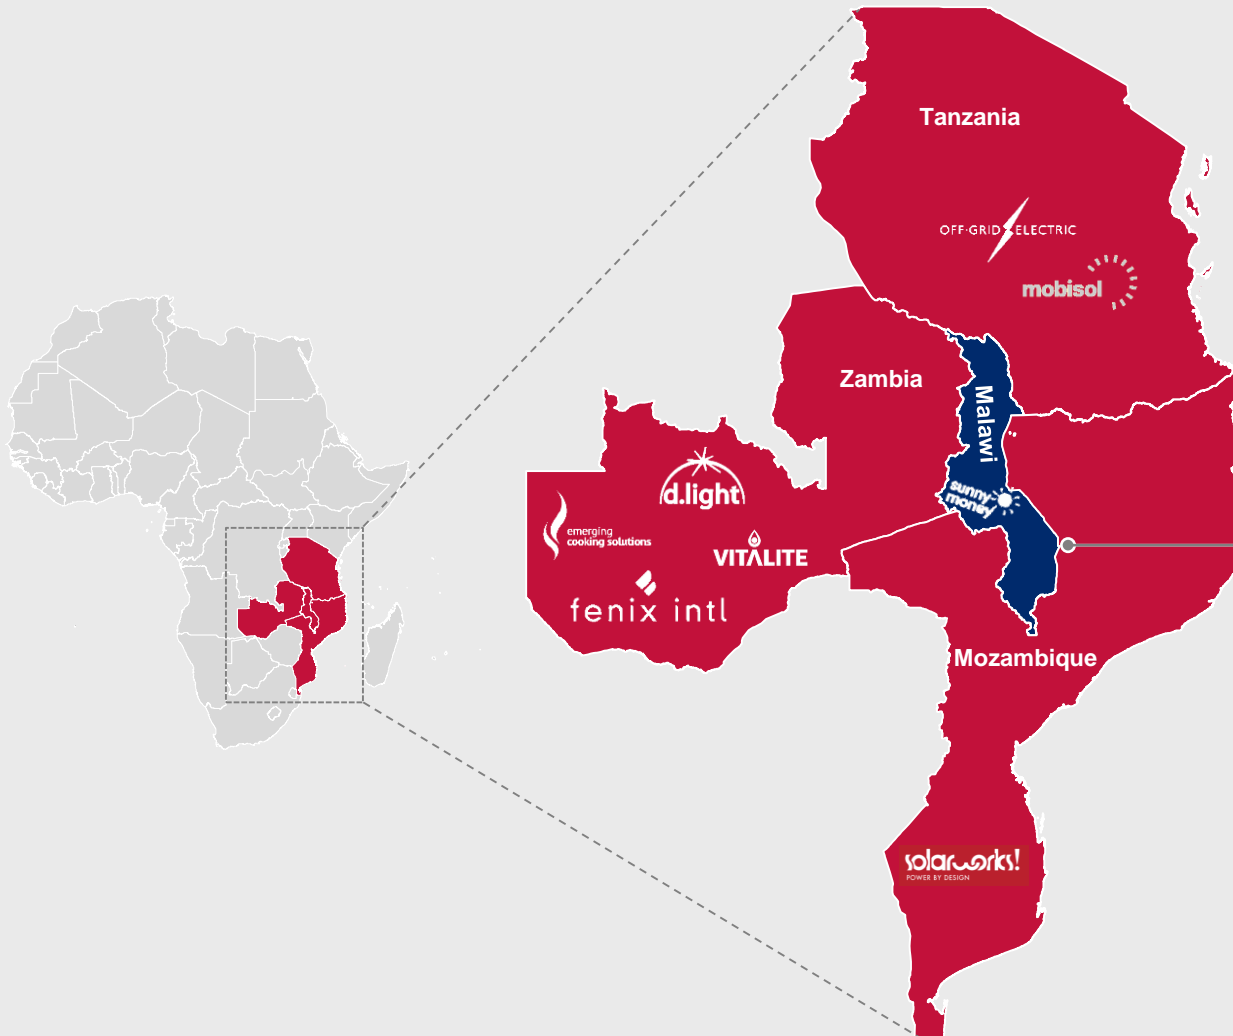 Tanzania
OFF-GRID ELECTRIC
mobisol
Zambia
Malawi
sunny
money
d.light
emerging
cooking solutions
VITALITE
fenix intl
Mozambique
solarworks!
POWER BY DESIGN